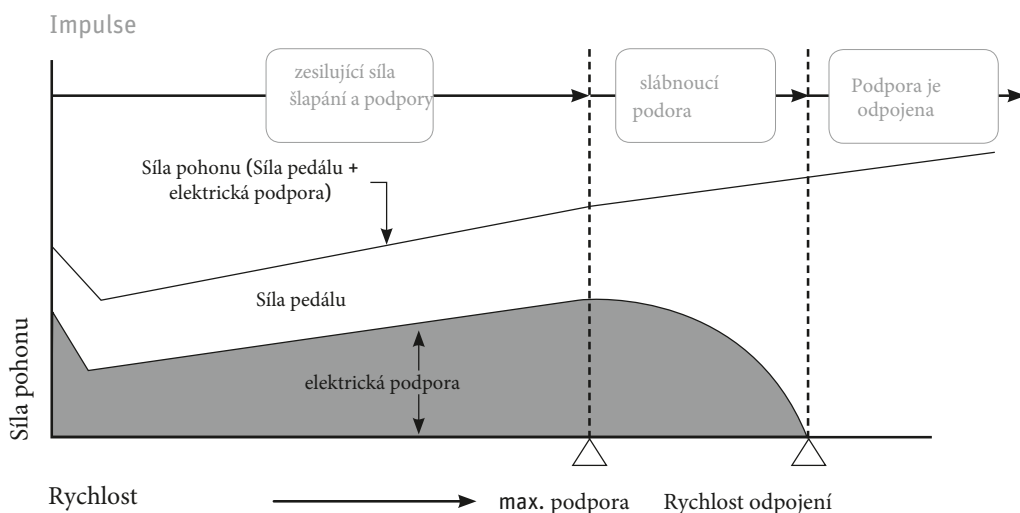 Impulse
zesilující síla
šlapání a podpory
slábnoucí
podora
Podpora je
odpojena
Síla pohonu (Síla pedálu +
elektrická podpora)
Síla pedálu
elektrická podpora
Síla pohonu
Rychlost
max. podpora
Rychlost odpojení